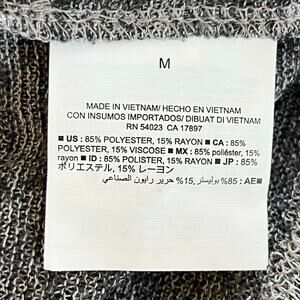 M
MADE IN VIETNAM/ HECHO EN VIETNAM
CON INSUMOS IMPORTADOS/ DIBUAT DI VIETNAM
RN 54023 CA 17897
■ US : 85% POLYESTER, 15% RAYON ■ CA : 85%
POLYESTER, 15% VISCOSE ■ MX : 85% poliéster, 15%
rayon ■ ID : 85% POLISTER, 15% RAYON ■ JP : 85%
ポリエステル, 15% レーヨン
■ AE: 85% بوليستر, 15% حرير رايون الصناعي